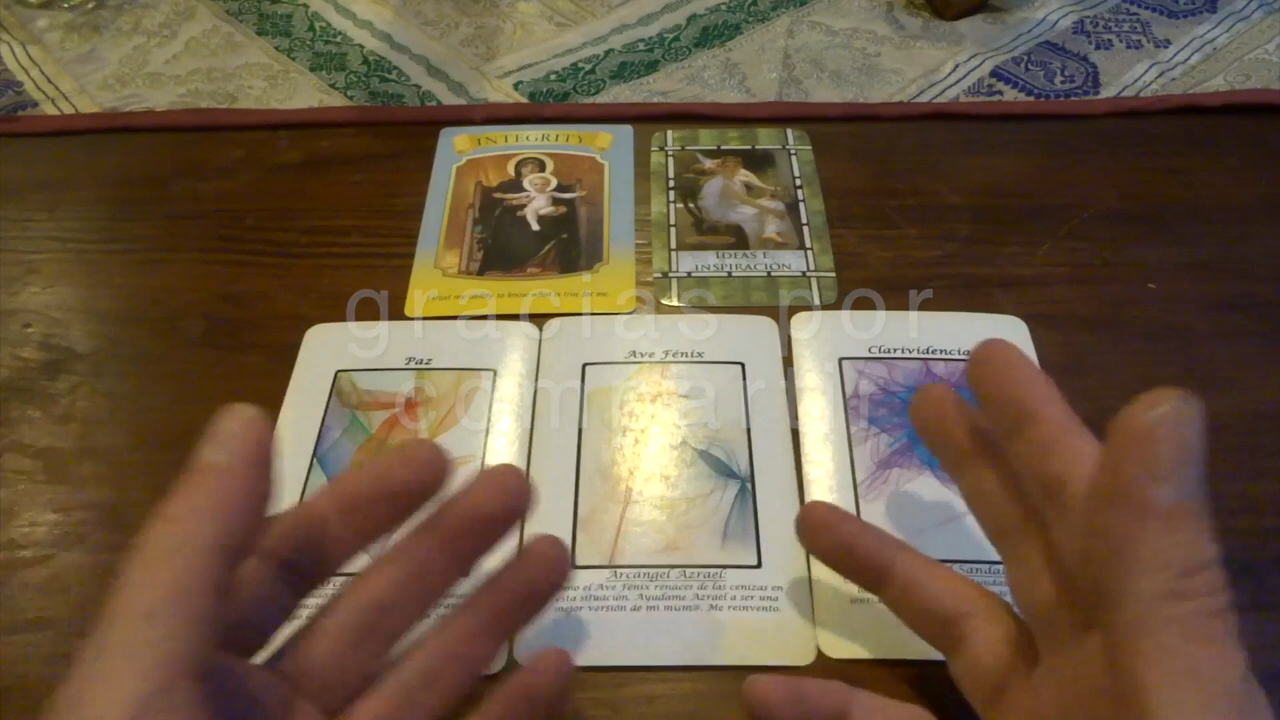 INTEGRITY
I trust my ability to know what is true for me.
IDEAS E
INSPIRACIÓN
gracias por
compartir
Paz
Ave Fénix
Clarividencia
Arcángel Azrael:
como el Ave Fénix renaces de las cenizas en
esta situación. Ayúdame Azrael a ser una
mejor versión de mi mism@. Me reinvento.
Sandal